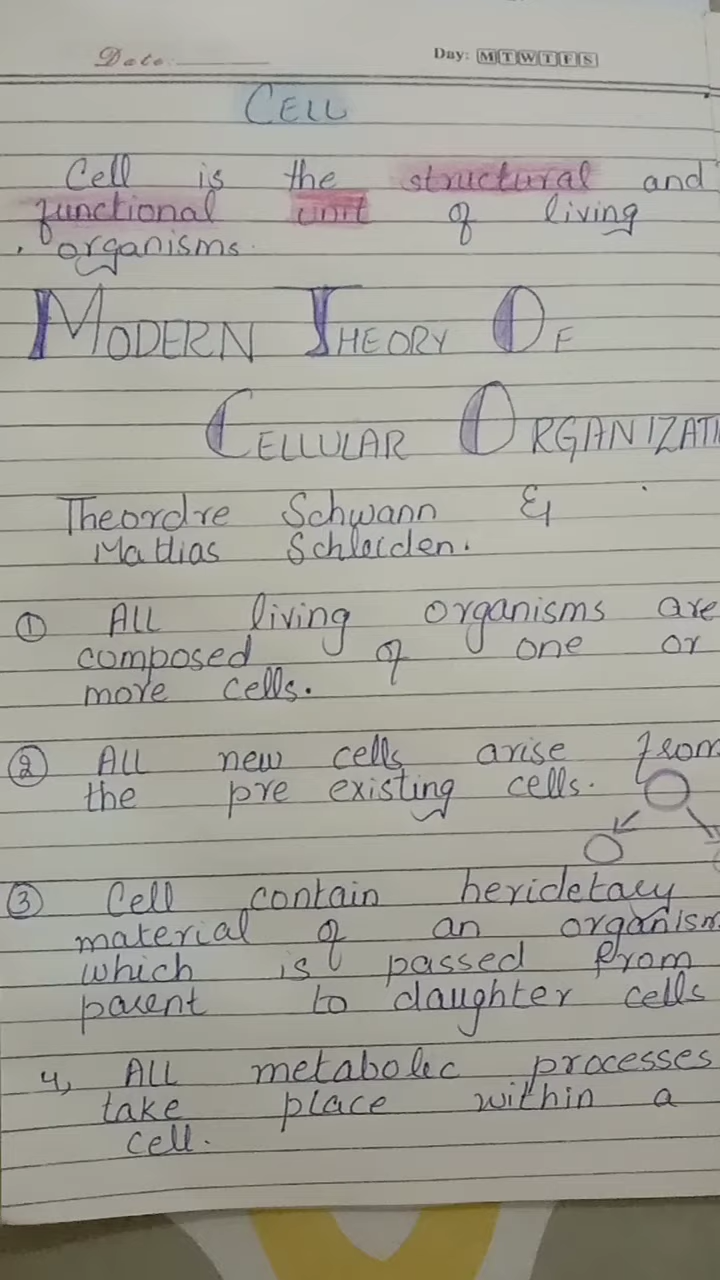 Date:
Day: M T W T F S
CELL
Cell is the structural and
functional unit of living
organisms.
MODERN THEORY OF
CELLULAR ORGANIZATI
Theordre Schwann &
Mattias Schleiden.
① All living organisms are
composed of one or
more cells.
② All new cells arise from
the pre existing cells.
③ Cell contain heridetary
material of an organism
which is passed from
parent to daughter cells
4, All metabolic processes
take place within a
cell.